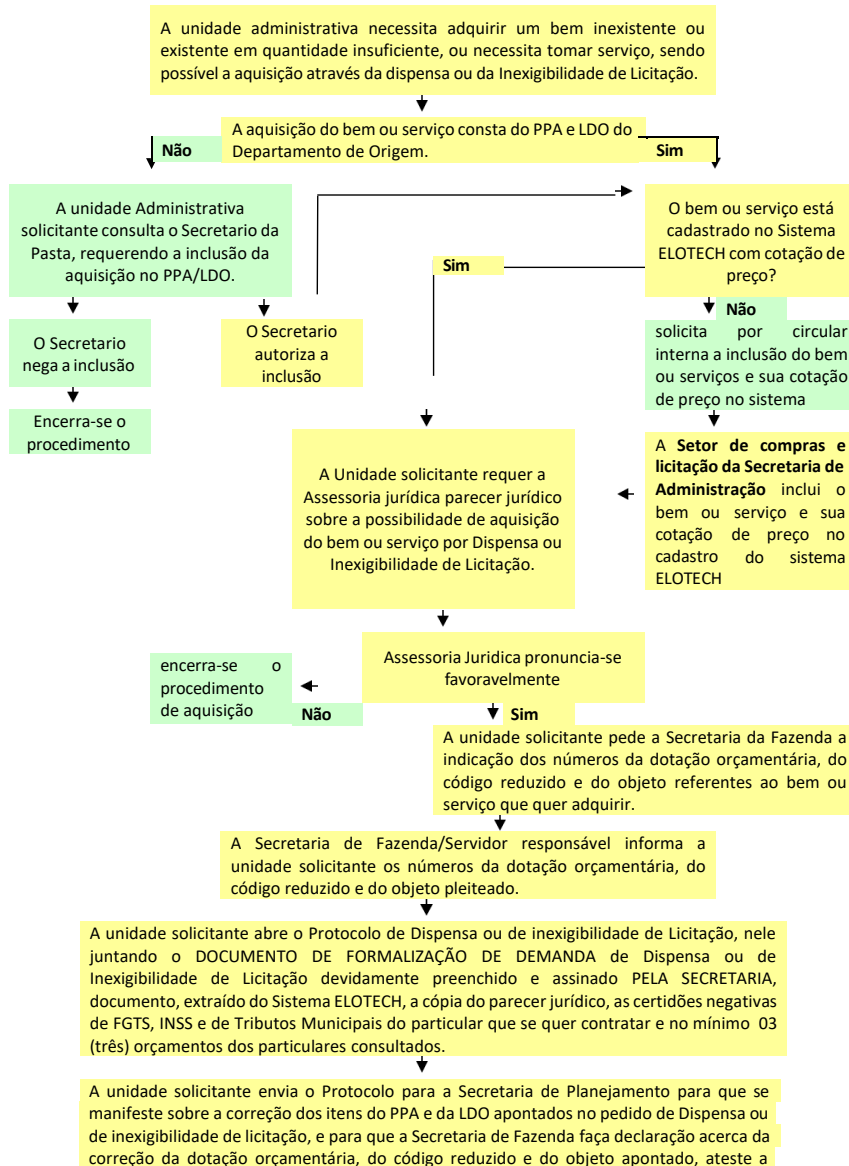 A unidade administrativa necessita adquirir um bem inexistente ou
existente em quantidade insuficiente, ou necessita tomar serviço, sendo
possível a aquisição através da dispensa ou da Inexigibilidade de Licitação.
A aquisição do bem ou serviço consta do PPA e LDO do
Departamento de Origem.
Não
Sim
A unidade Administrativa
solicitante consulta o Secretario da
Pasta, requerendo a inclusão da
aquisição no PPA/LDO.
O bem ou serviço está
cadastrado no Sistema
ELOTECH com cotação de
preço?
Sim
Não
O Secretario
nega a inclusão
O Secretario
autoriza a
inclusão
solicita por circular
interna a inclusão do bem
ou serviços e sua cotação
de preço no sistema
Encerra-se o
procedimento
A Setor de compras e
licitação da Secretaria de
Administração inclui o
bem ou serviço e sua
cotação de preço no
cadastro do sistema
ELOTECH
A Unidade solicitante requer a
Assessoria jurídica parecer jurídico
sobre a possibilidade de aquisição
do bem ou serviço por Dispensa ou
Inexigibilidade de Licitação.
Assessoria Juridica pronuncia-se
favoravelmente
encerra-se o
procedimento
de aquisição
Não
Sim
A unidade solicitante pede a Secretaria da Fazenda a
indicação dos números da dotação orçamentária, do
código reduzido e do objeto referentes ao bem ou
serviço que quer adquirir.
A Secretaria de Fazenda/Servidor responsável informa a
unidade solicitante os números da dotação orçamentária, do
código reduzido e do objeto pleiteado.
A unidade solicitante abre o Protocolo de Dispensa ou de inexigibilidade de Licitação, nele
juntando o DOCUMENTO DE FORMALIZAÇÃO DE DEMANDA de Dispensa ou de
Inexigibilidade de Licitação devidamente preenchido e assinado PELA SECRETARIA,
documento, extraído do Sistema ELOTECH, a cópia do parecer jurídico, as certidões negativas
de FGTS, INSS e de Tributos Municipais do particular que se quer contratar e no mínimo 03
(três) orçamentos dos particulares consultados.
A unidade solicitante envia o Protocolo para a Secretaria de Planejamento para que se
manifeste sobre a correção dos itens do PPA e da LDO apontados no pedido de Dispensa ou
de inexigibilidade de licitação, e para que a Secretaria de Fazenda faça declaração acerca da
correção da dotação orçamentária, do código reduzido e do objeto apontado, ateste a